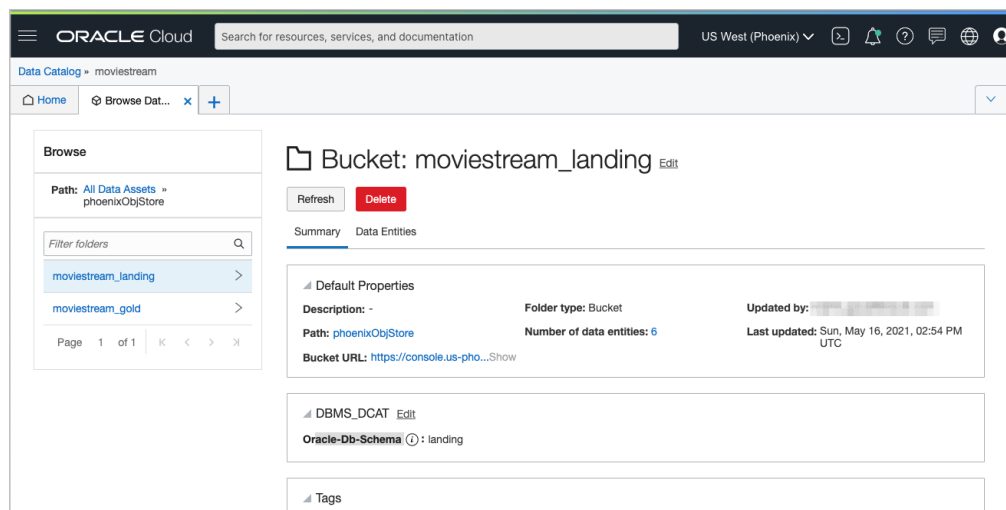 ORACLE Cloud
Search for resources, services, and documentation
US West (Phoenix)
Data Catalog » moviestream
Home
Browse Dat... ×
+
Browse
Path: All Data Assets »
phoenixObjStore
Filter folders
moviestream_landing
moviestream_gold
Page 1 of 1
Bucket: moviestream_landing Edit
Refresh
Delete
Summary
Data Entities
Default Properties
Description: -
Folder type: Bucket
Updated by:
Path: phoenixObjStore
Number of data entities: 6
Last updated: Sun, May 16, 2021, 02:54 PM
UTC
Bucket URL: https://console.us-pho...Show
DBMS_DCAT Edit
Oracle-Db-Schema i : landing
Tags